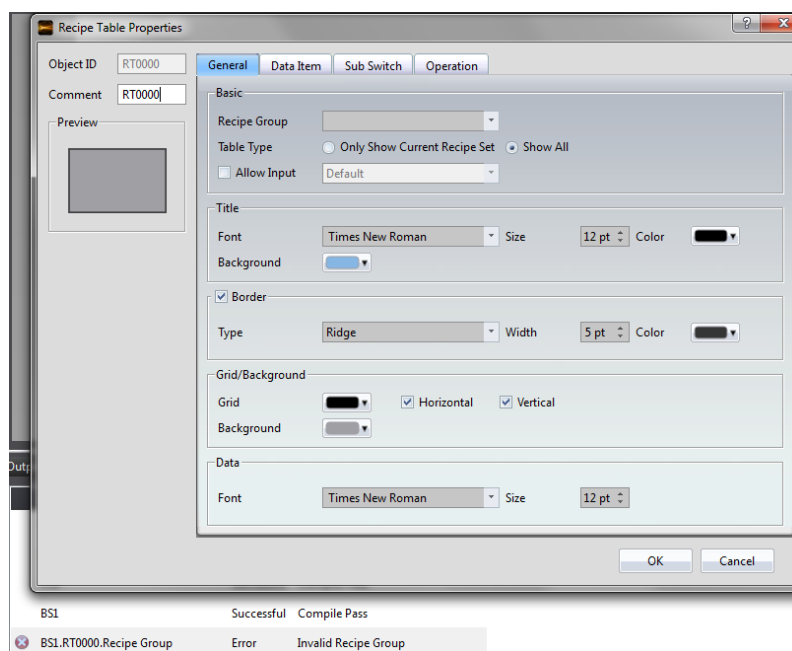 Recipe Table Properties
Object ID RT0000
Comment RT0000
Preview
General Data Item Sub Switch Operation
Basic
Recipe Group
Table Type Only Show Current Recipe Set Show All
Allow Input Default
Title
Font Times New Roman Size 12 pt Color
Background
Border
Type Ridge Width 5 pt Color
Grid/Background
Grid Horizontal Vertical
Background
Data
Font Times New Roman Size 12 pt
OK Cancel
Outp
BS1 Successful Compile Pass
BS1.RT0000.Recipe Group Error Invalid Recipe Group